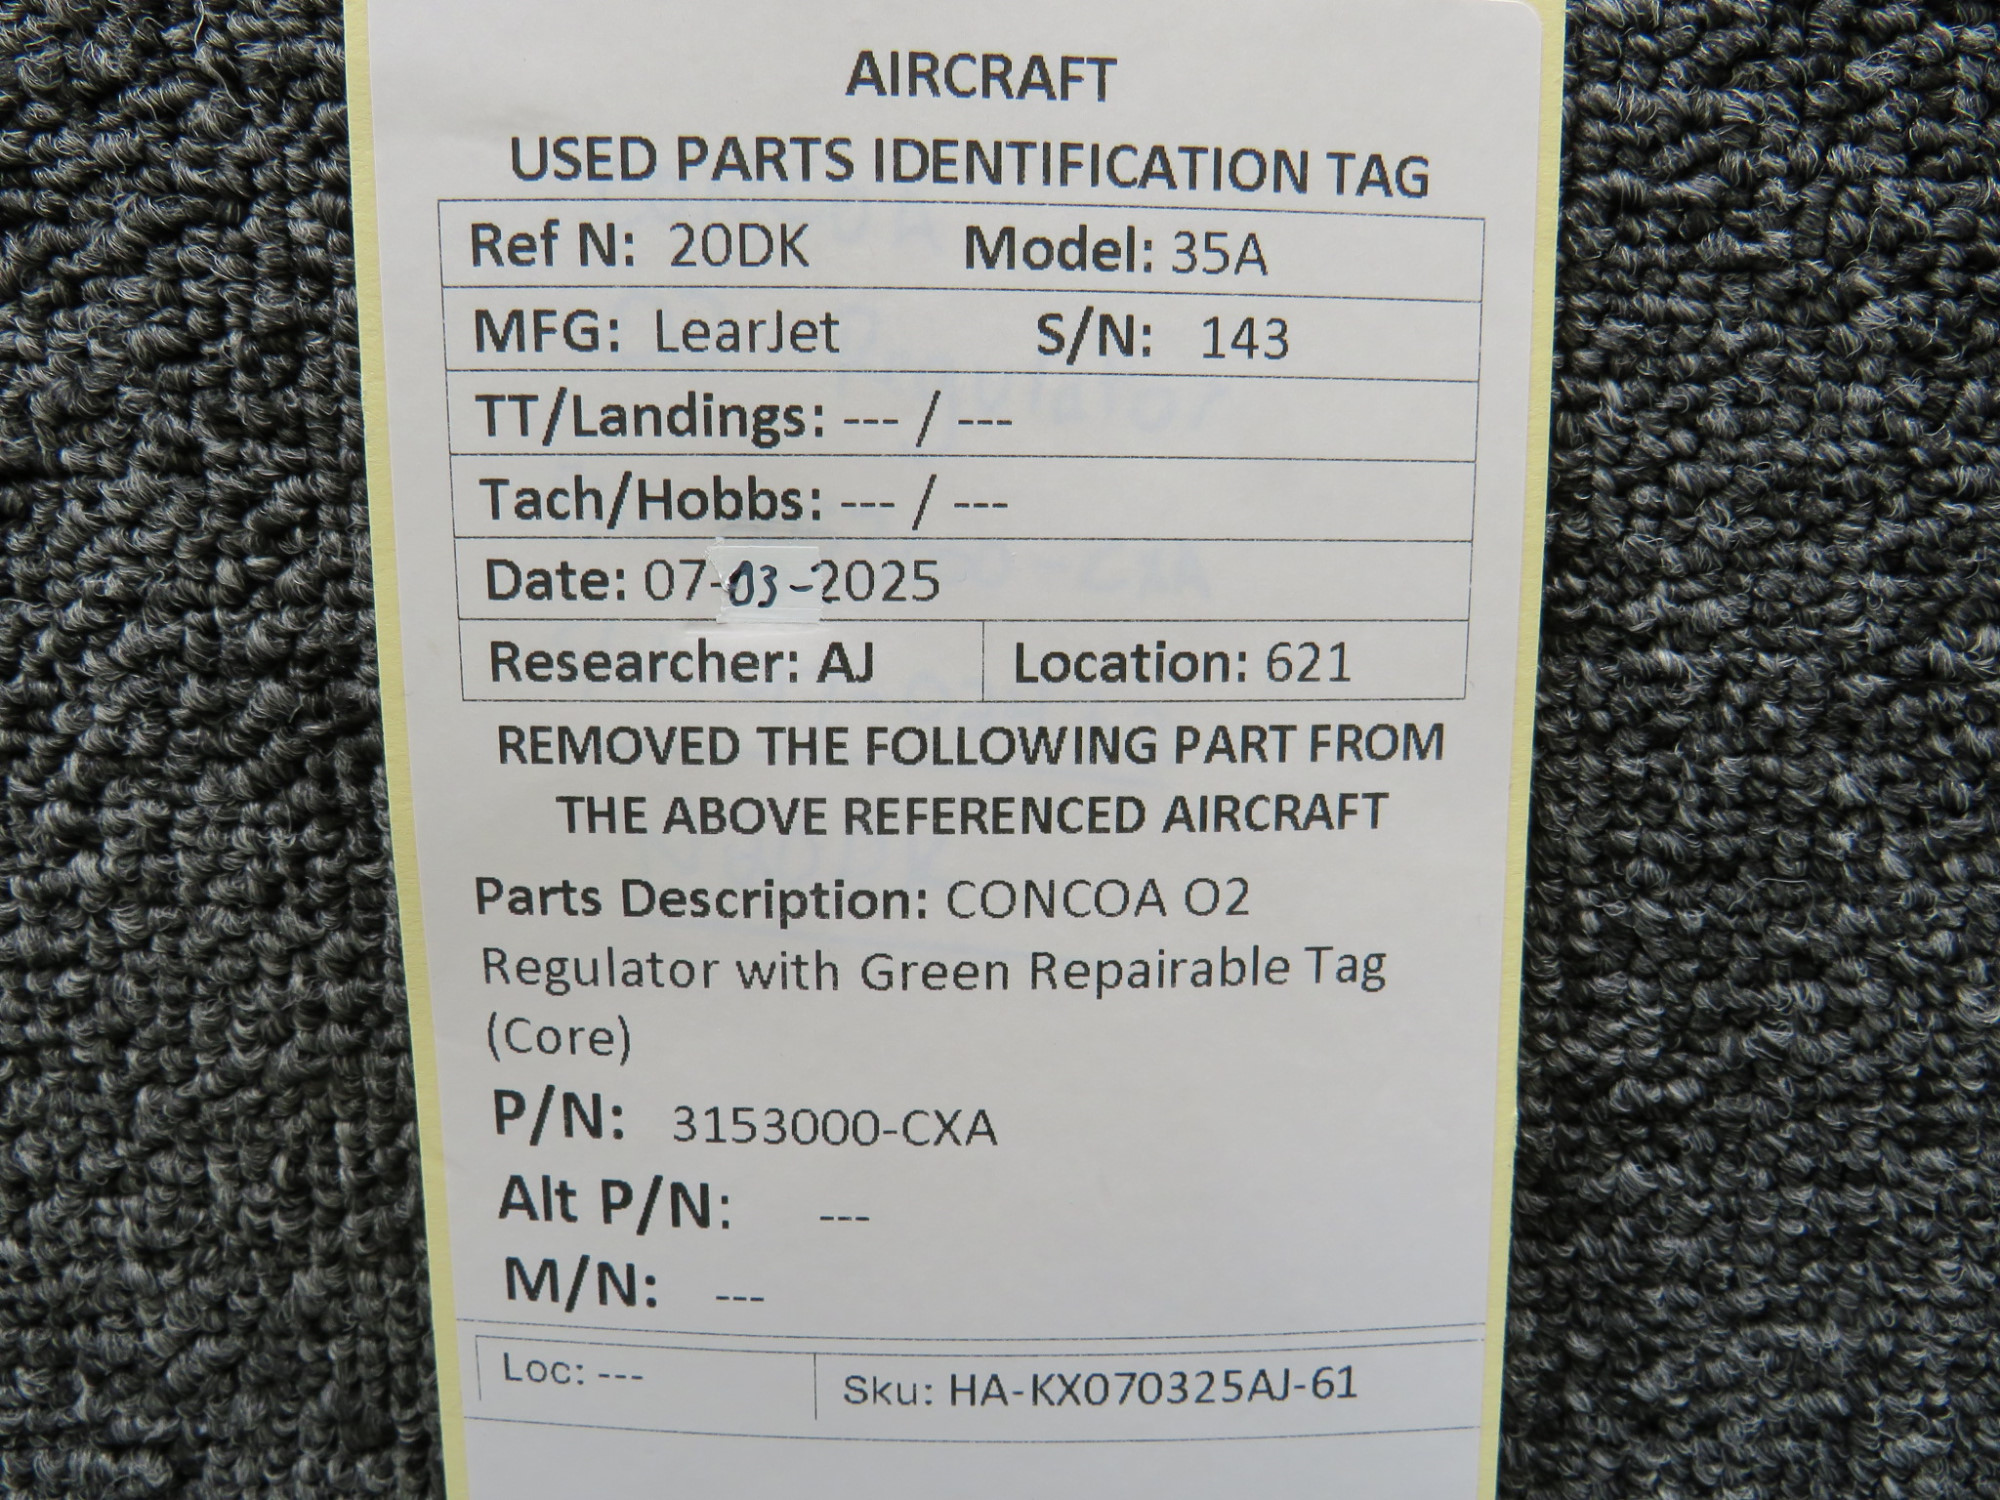 AIRCRAFT
USED PARTS IDENTIFICATION TAG
Ref N: 20DK Model: 35A
MFG: LearJet S/N: 143
TT/Landings: --- / ---
Tach/Hobbs: --- / ---
Date: 07-03-2025
Researcher: AJ Location: 621
REMOVED THE FOLLOWING PART FROM
THE ABOVE REFERENCED AIRCRAFT
Parts Description: CONCOA O2
Regulator with Green Repairable Tag
(Core)
P/N: 3153000-CXA
Alt P/N: ---
M/N: ---
Loc: --- Sku: HA-KX070325AJ-61